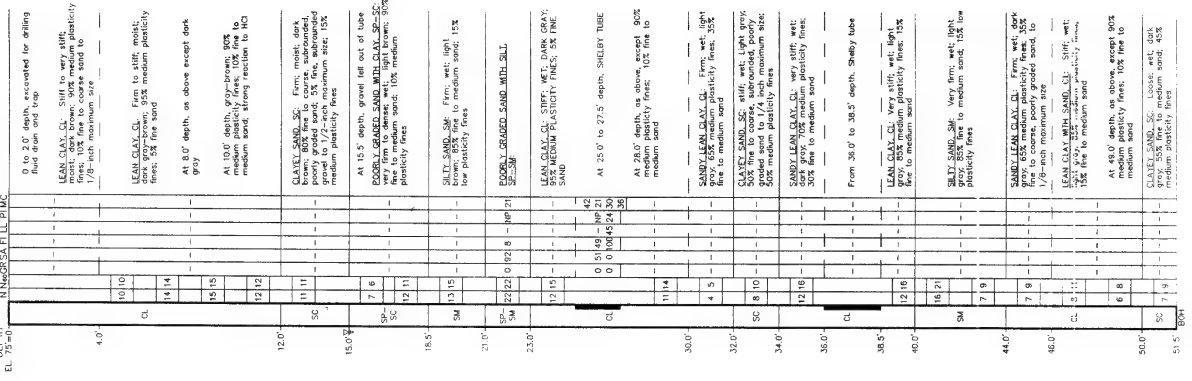 EL. 75'=0
N N60 GR SA FI LL PI MC
0 to 2.0' depth, excavated for drilling
fluid drain and trap
LEAN CLAY, CL: Stiff to very stiff;
moist; dark brown; 90% medium plasticity
fines; 10% fine to coarse sand to
1/8-inch maximum size
4.0'
LEAN CLAY, CL: Firm to stiff; moist;
dark gray-brown; 95% medium plasticity
fines; 5% fine sand
10 10
14 14
At 8.0' depth, as above except dark
gray
15 15
At 10.0' depth, gray-brown; 90%
medium plasticity fines; 10% fine to
medium sand; strong reaction to HCl
12 12
CL
12.0'
CLAYEY SAND, SC: Firm; moist; dark
brown; 80% fine to coarse, subrounded,
poorly graded sand; 5% fine, subrounded
gravel to 1/2-inch maximum size; 15%
medium plasticity fines
11 11
SC
15.0'
At 15.5' depth, gravel fell out of tube
POORLY GRADED SAND WITH CLAY, SP-SC:
very firm to dense; wet; light brown; 90%
fine to medium sand; 10% medium
plasticity fines
7 6
12 11
SP-
SC
18.5'
SILTY SAND, SM: Firm; wet; light
brown; 85% fine to medium sand; 15%
low plasticity fines
13 15
SM
21.0'
POORLY GRADED SAND WITH SILT,
SP-SM:
22 22 0 92 8 - NP 21
SP-
SM
23.0'
LEAN CLAY, CL: STIFF; WET; DARK GRAY;
95% MEDIUM PLASTICITY FINES; 5% FINE
SAND
12 15
At 25.0' to 27.5' depth, SHELBY TUBE
42
0 51 49 - NP 21
0 0 100 45 24 30
36
CL
At 28.0' depth, as above, except 90%
medium plasticity fines; 10% fine to
medium sand
11 14
30.0'
SANDY LEAN CLAY, CL: Firm; wet; light
gray; 65% medium plasticity fines; 35%
fine to medium sand
4 5
32.0'
CLAYEY SAND, SC: stiff; wet; Light gray;
50% fine to coarse, subrounded, poorly
graded sand to 1/4 inch maximum size;
50% medium plasticity fines
8 10
SC
34.0'
SANDY LEAN CLAY, CL: very stiff; wet;
dark gray; 70% medium plasticity fines;
30% fine to medium sand
12 16
36.0'
From 36.0' to 38.5' depth, Shelby tube
CL
38.5'
LEAN CLAY, CL: Very stiff; wet; light
gray; 85% medium plasticity fines; 15%
fine to medium sand
12 16
40.0'
SILTY SAND, SM: Very firm; wet; light
gray; 85% fine to medium sand; 15% low
plasticity fines
16 21
7 9
SM
44.0'
SANDY LEAN CLAY, CL: Firm; wet; dark
gray; 65% medium plasticity fines; 35%
fine to coarse, poorly graded sand, to
1/8-inch maximum size
7 9
46.0'
LEAN CLAY WITH SAND, CL: Stiff; wet;
light gray; 85% medium plasticity fines;
15% fine to medium sand
8 11
CL
At 49.0' depth, as above, except 90%
medium plasticity fines; 10% fine to
medium sand
6 8
50.0'
CLAYEY SAND, SC: Loose; wet; dark
gray; 55% fine to medium sand; 45%
medium plasticity fines
7 9
SC
51.5'
BOH